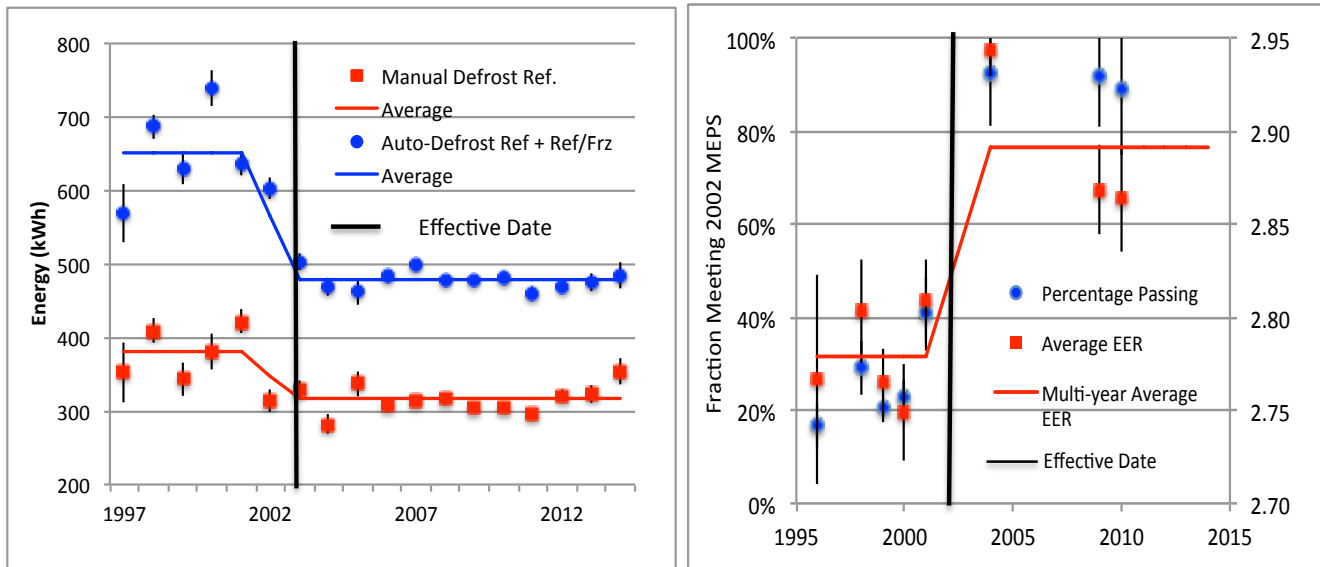 800
700
600
500
400
300
200
Energy (kWh)
1997
2002
2007
2012
Manual Defrost Ref.
Average
Auto-Defrost Ref + Ref/Frz
Average
Effective Date
100%
80%
60%
40%
20%
0%
Fraction Meeting 2002 MEPS
2.95
2.90
2.85
2.80
2.75
2.70
1995
2000
2005
2010
2015
Percentage Passing
Average EER
Multi-year Average
EER
Effective Date